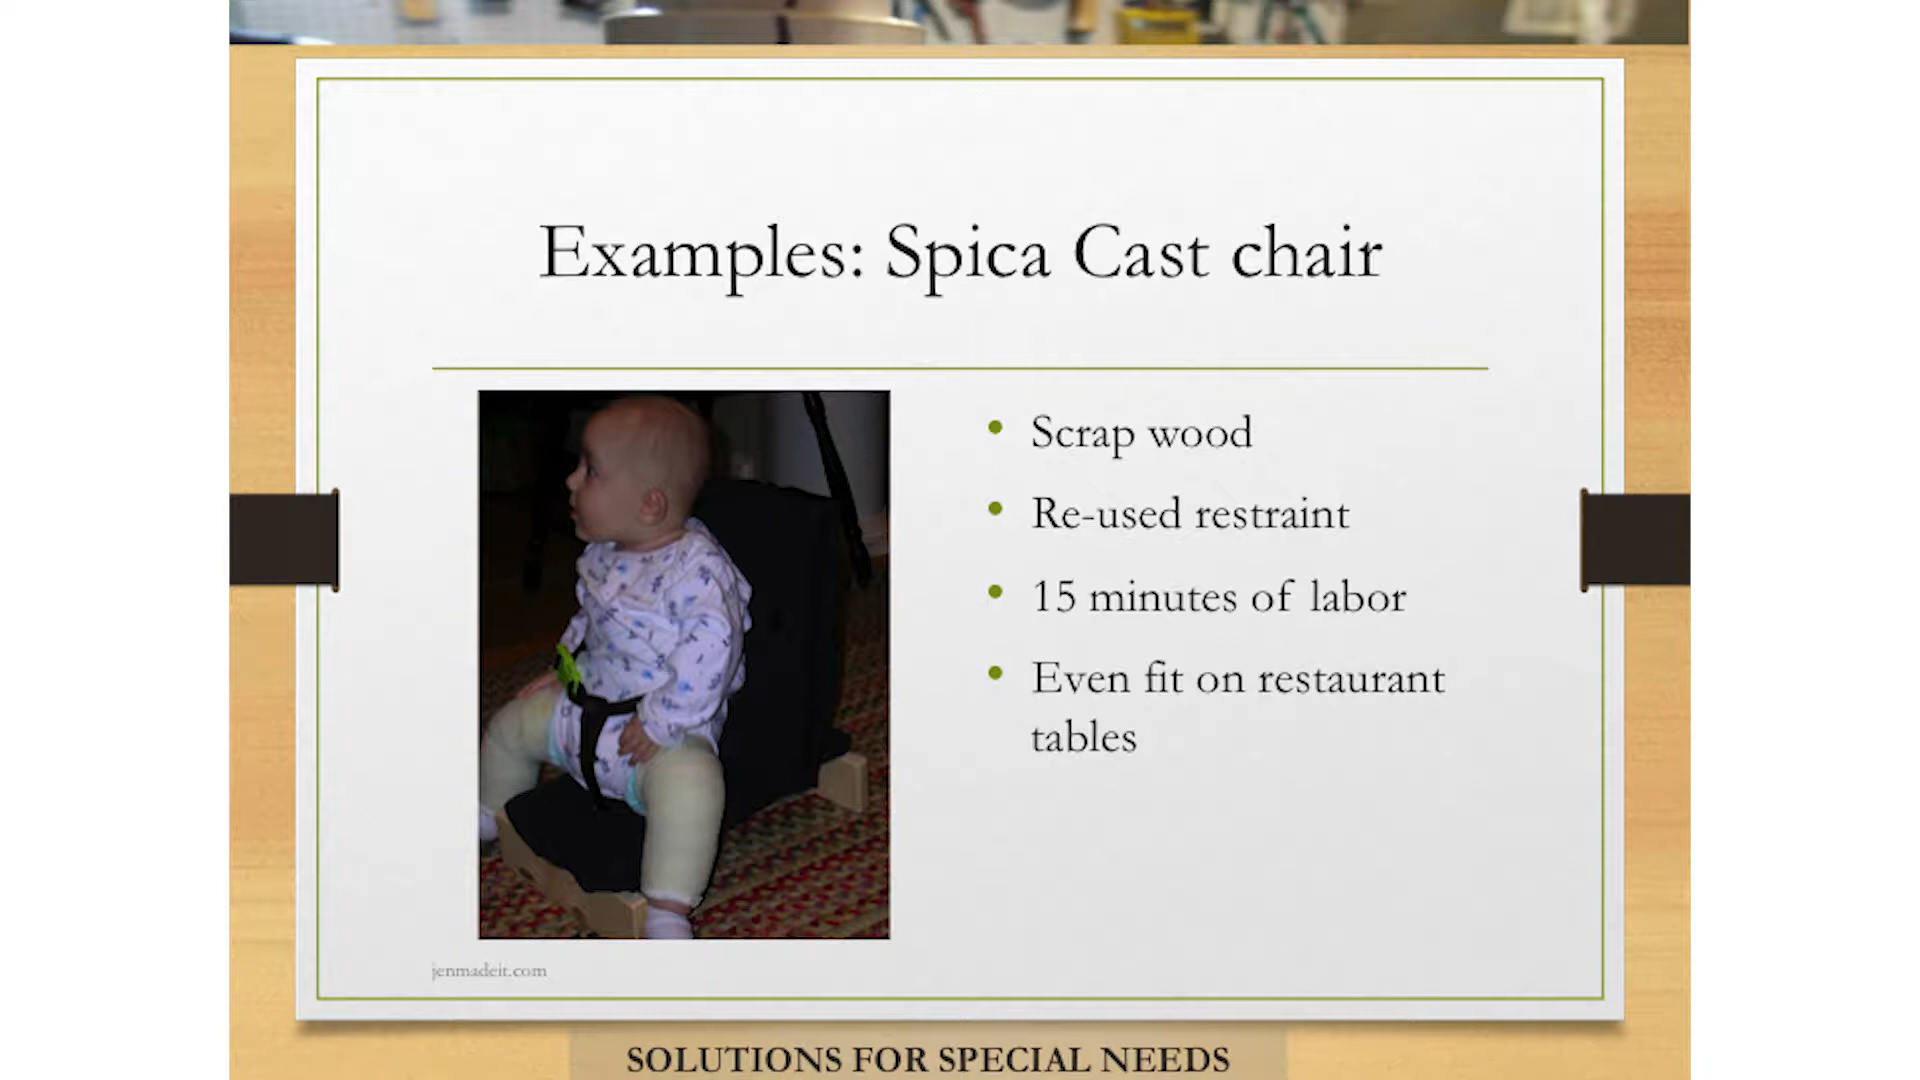 Examples: Spica Cast chair
Scrap wood
Re-used restraint
15 minutes of labor
Even fit on restaurant
tables
jenmadeit.com
SOLUTIONS FOR SPECIAL NEEDS